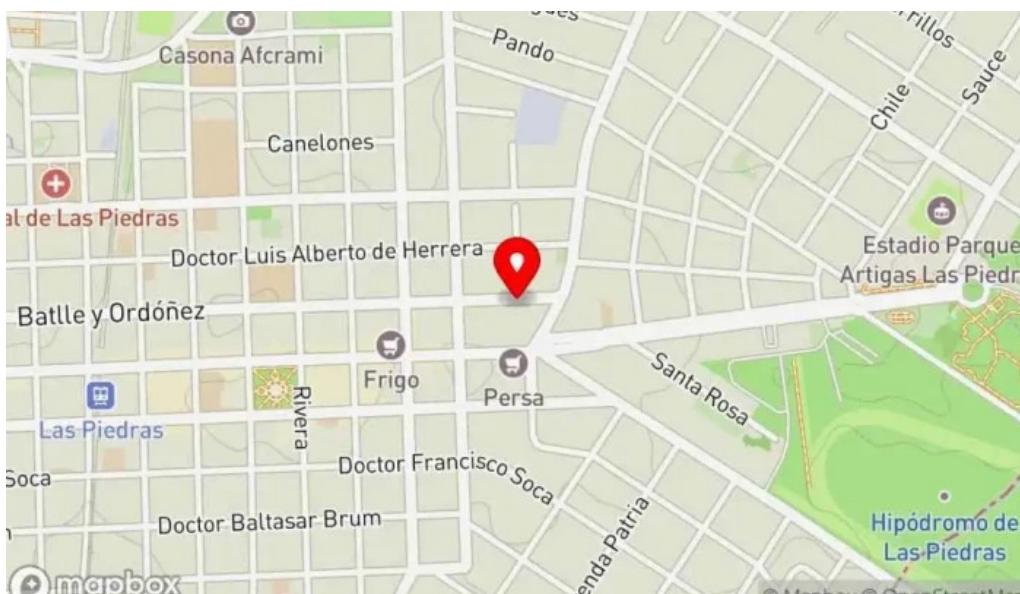 Casona Afcrami
Pando
Chile
Sauce
Canelones
al de Las Piedras
Doctor Luis Alberto de Herrera
Estadio Parque
Artigas Las Piedr
Batlle y Ordóñez
Frigo
Persa
Santa Rosa
Rivera
Las Piedras
Soca
Doctor Francisco Soca
Doctor Baltasar Brum
enda Patria
Hipódromo de
Las Piedras
mapbox